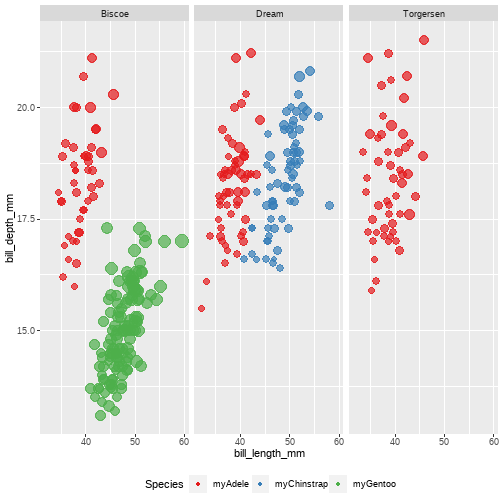 Biscoe Dream Torgersen
20.0
17.5
15.0
40 50 60 40 50 60 40 50 60
bill_depth_mm
bill_length_mm
Species myAdele myChinstrap myGentoo